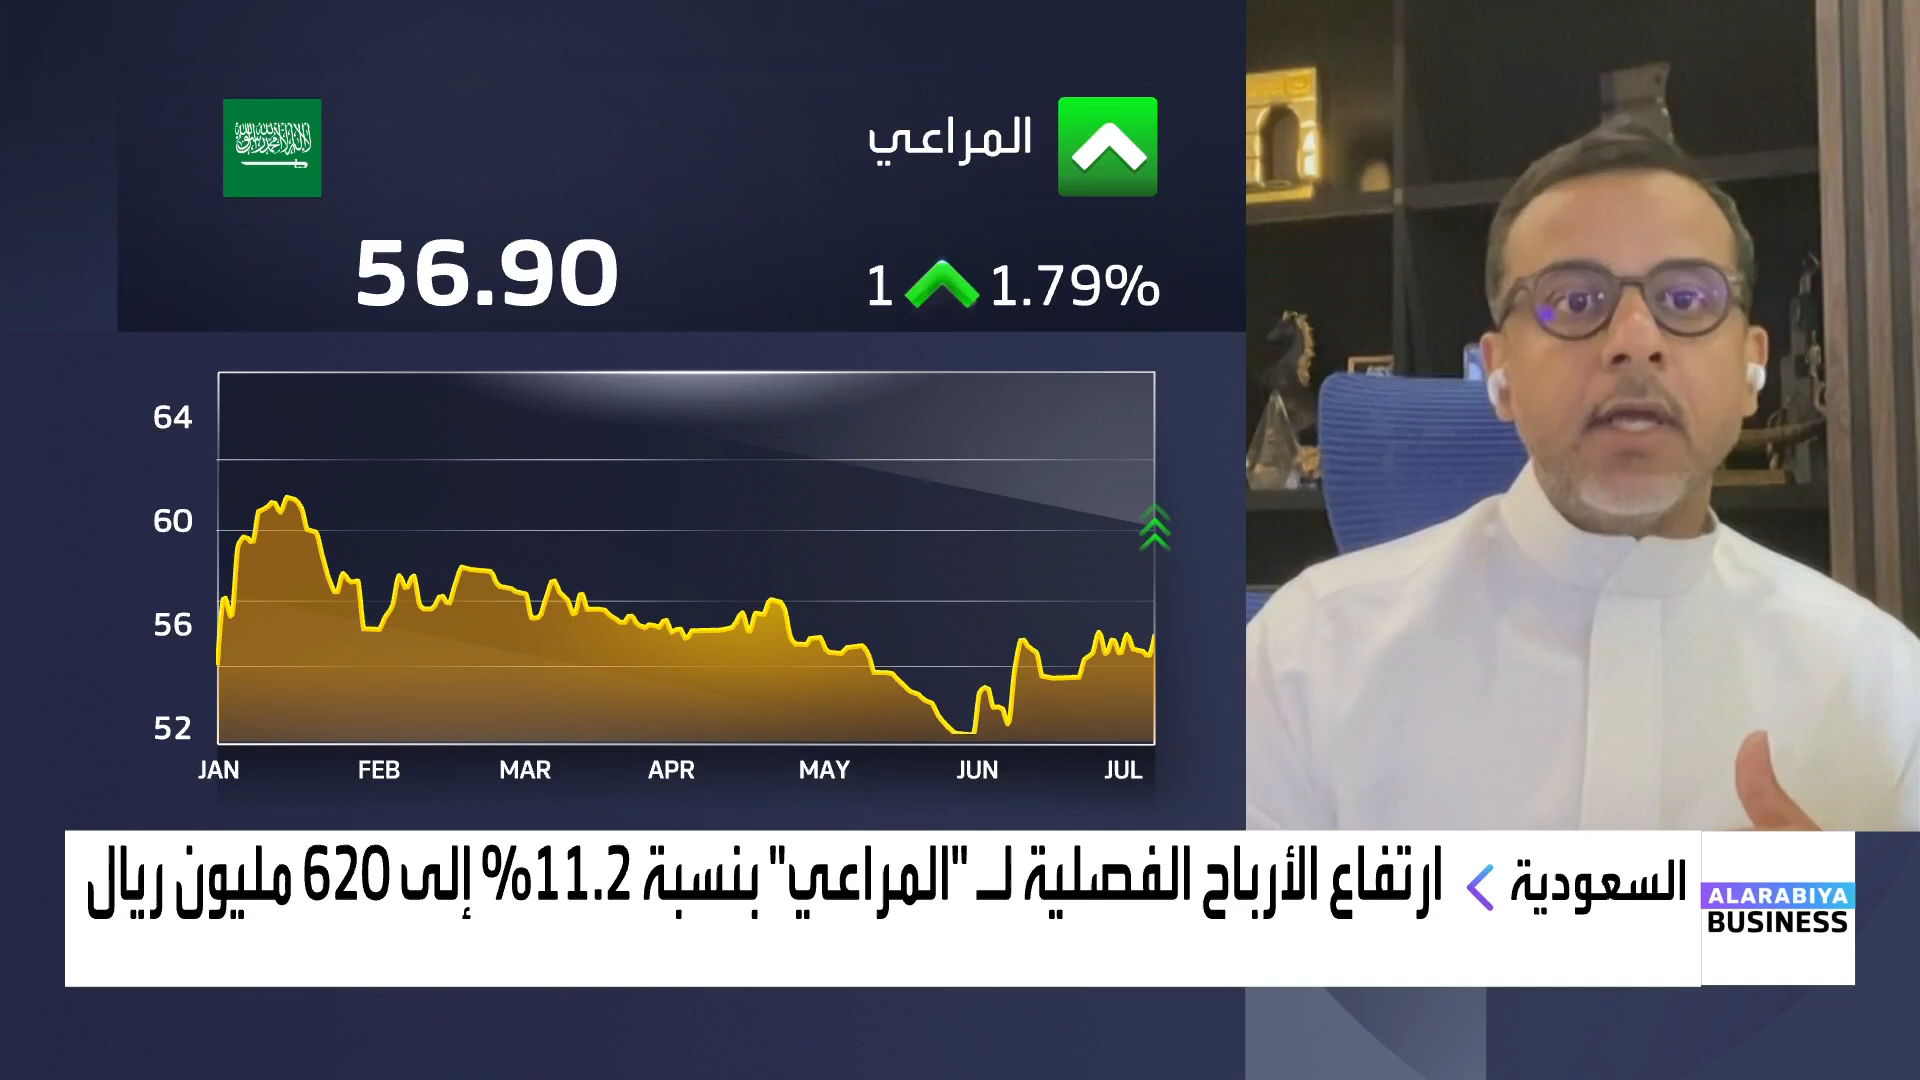 المراعي
56.90
1 1.79%
64
60
56
52
JAN FEB MAR APR MAY JUN JUL
السعودية ارتفاع الأرباح الفصلية لـ "المراعي" بنسبة 11.2% إلى 620 مليون ريال
ALARABIYA
BUSINESS